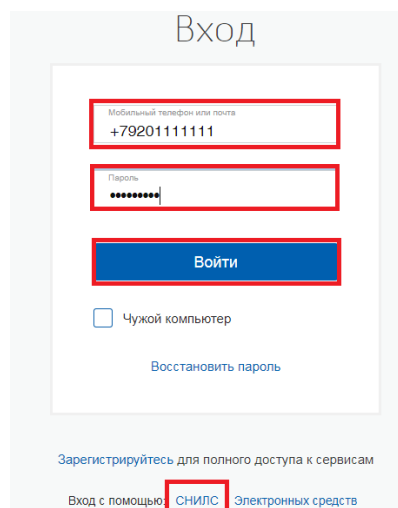 Вход
Мобильный телефон или почта
+79201111111
Пароль
•••••••••
Войти
Чужой компьютер
Восстановить пароль
Зарегистрируйтесь для полного доступа к сервисам
Вход с помощью: СНИЛС Электронных средств